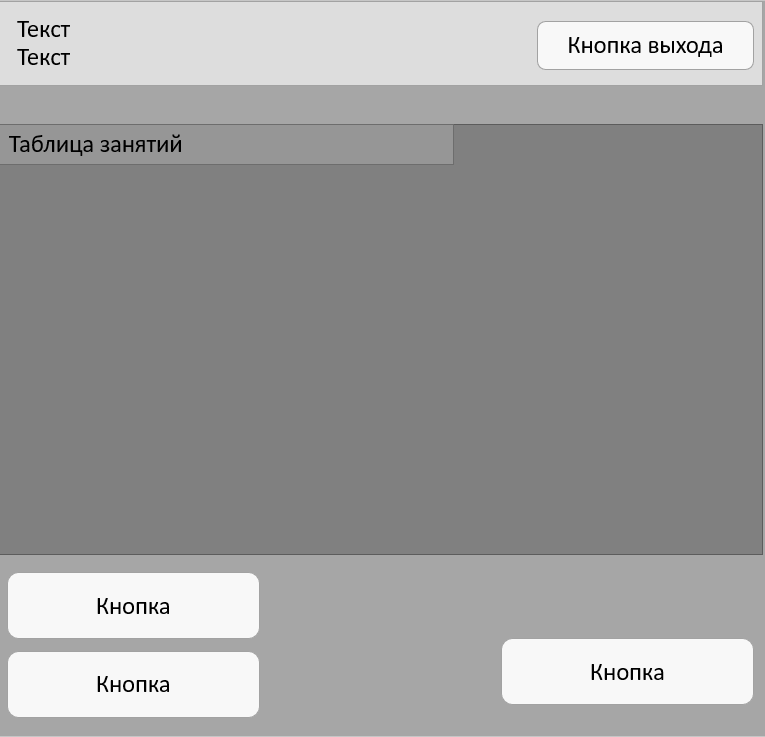 Текст
Текст
Кнопка выхода
Таблица занятий
Кнопка
Кнопка
Кнопка